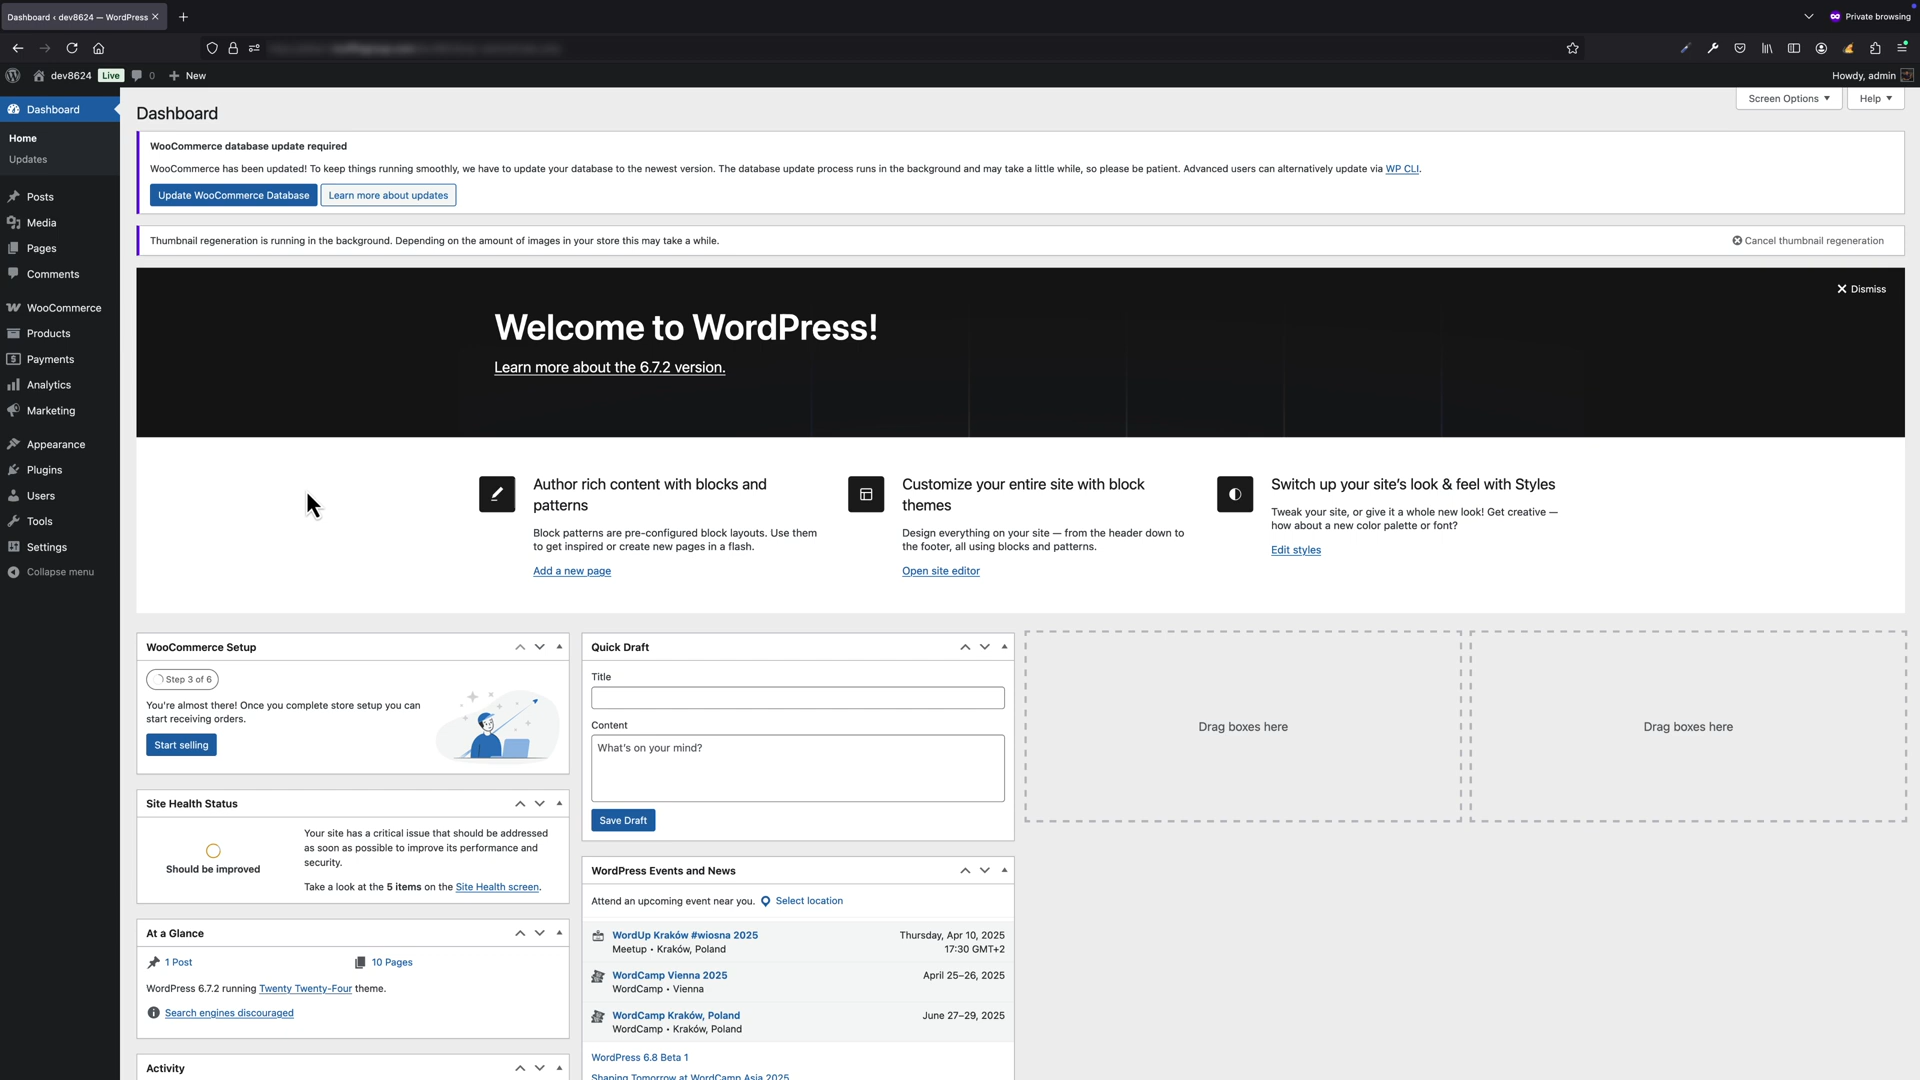 Dashboard ‹ dev8624 — WordPress
Private browsing
dev8624 Live 0 New
Howdy, admin
Dashboard
Home
Updates
Posts
Media
Pages
Comments
WooCommerce
Products
Payments
Analytics
Marketing
Appearance
Plugins
Users
Tools
Settings
Collapse menu
Dashboard
Screen Options
Help
WooCommerce database update required
WooCommerce has been updated! To keep things running smoothly, we have to update your database to the newest version. The database update process runs in the background and may take a little while, so please be patient. Advanced users can alternatively update via WP CLI.
Update WooCommerce Database
Learn more about updates
Thumbnail regeneration is running in the background. Depending on the amount of images in your store this may take a while.
Cancel thumbnail regeneration
Dismiss
Welcome to WordPress!
Learn more about the 6.7.2 version.
Author rich content with blocks and
patterns
Block patterns are pre-configured block layouts. Use them
to get inspired or create new pages in a flash.
Add a new page
Customize your entire site with block
themes
Design everything on your site — from the header down to
the footer, all using blocks and patterns.
Open site editor
Switch up your site’s look & feel with Styles
Tweak your site, or give it a whole new look! Get creative —
how about a new color palette or font?
Edit styles
WooCommerce Setup
Step 3 of 6
You're almost there! Once you complete store setup you can
start receiving orders.
Start selling
Site Health Status
Should be improved
Your site has a critical issue that should be addressed
as soon as possible to improve its performance and
security.
Take a look at the 5 items on the Site Health screen.
At a Glance
1 Post
10 Pages
WordPress 6.7.2 running Twenty Twenty-Four theme.
Search engines discouraged
Activity
Quick Draft
Title
Content
What’s on your mind?
Save Draft
WordPress Events and News
Attend an upcoming event near you.
Select location
WordUp Kraków #wiosna 2025
Meetup • Kraków, Poland
Thursday, Apr 10, 2025
17:30 GMT+2
WordCamp Vienna 2025
WordCamp • Vienna
April 25–26, 2025
WordCamp Kraków, Poland
WordCamp • Kraków, Poland
June 27–29, 2025
WordPress 6.8 Beta 1
Shaping Tomorrow at WordCamp Asia 2025
Drag boxes here
Drag boxes here